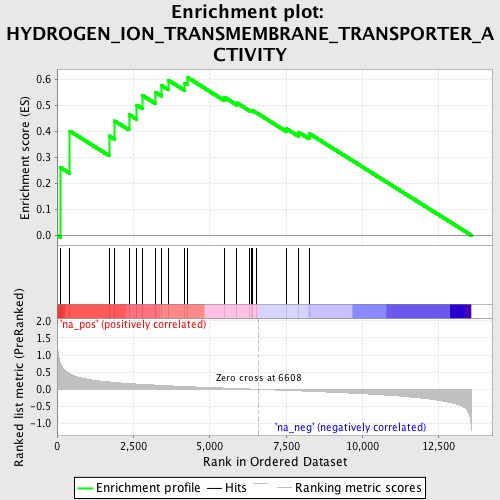 Enrichment plot:
HYDROGEN_ION_TRANSMEMBRANE_TRANSPORTER_A
CTIVITY
Enrichment score (ES)
0.6
0.5
0.4
0.3
0.2
0.1
0.0
'na_pos' (positively correlated)
Ranked list metric (PreRanked)
2.0
1.5
1.0
0.5
0.0
-0.5
-1.0
Zero cross at 6608
'na_neg' (negatively correlated)
0
2,500
5,000
7,500
10,000
12,500
Rank in Ordered Dataset
Enrichment profile
Hits
Ranking metric scores